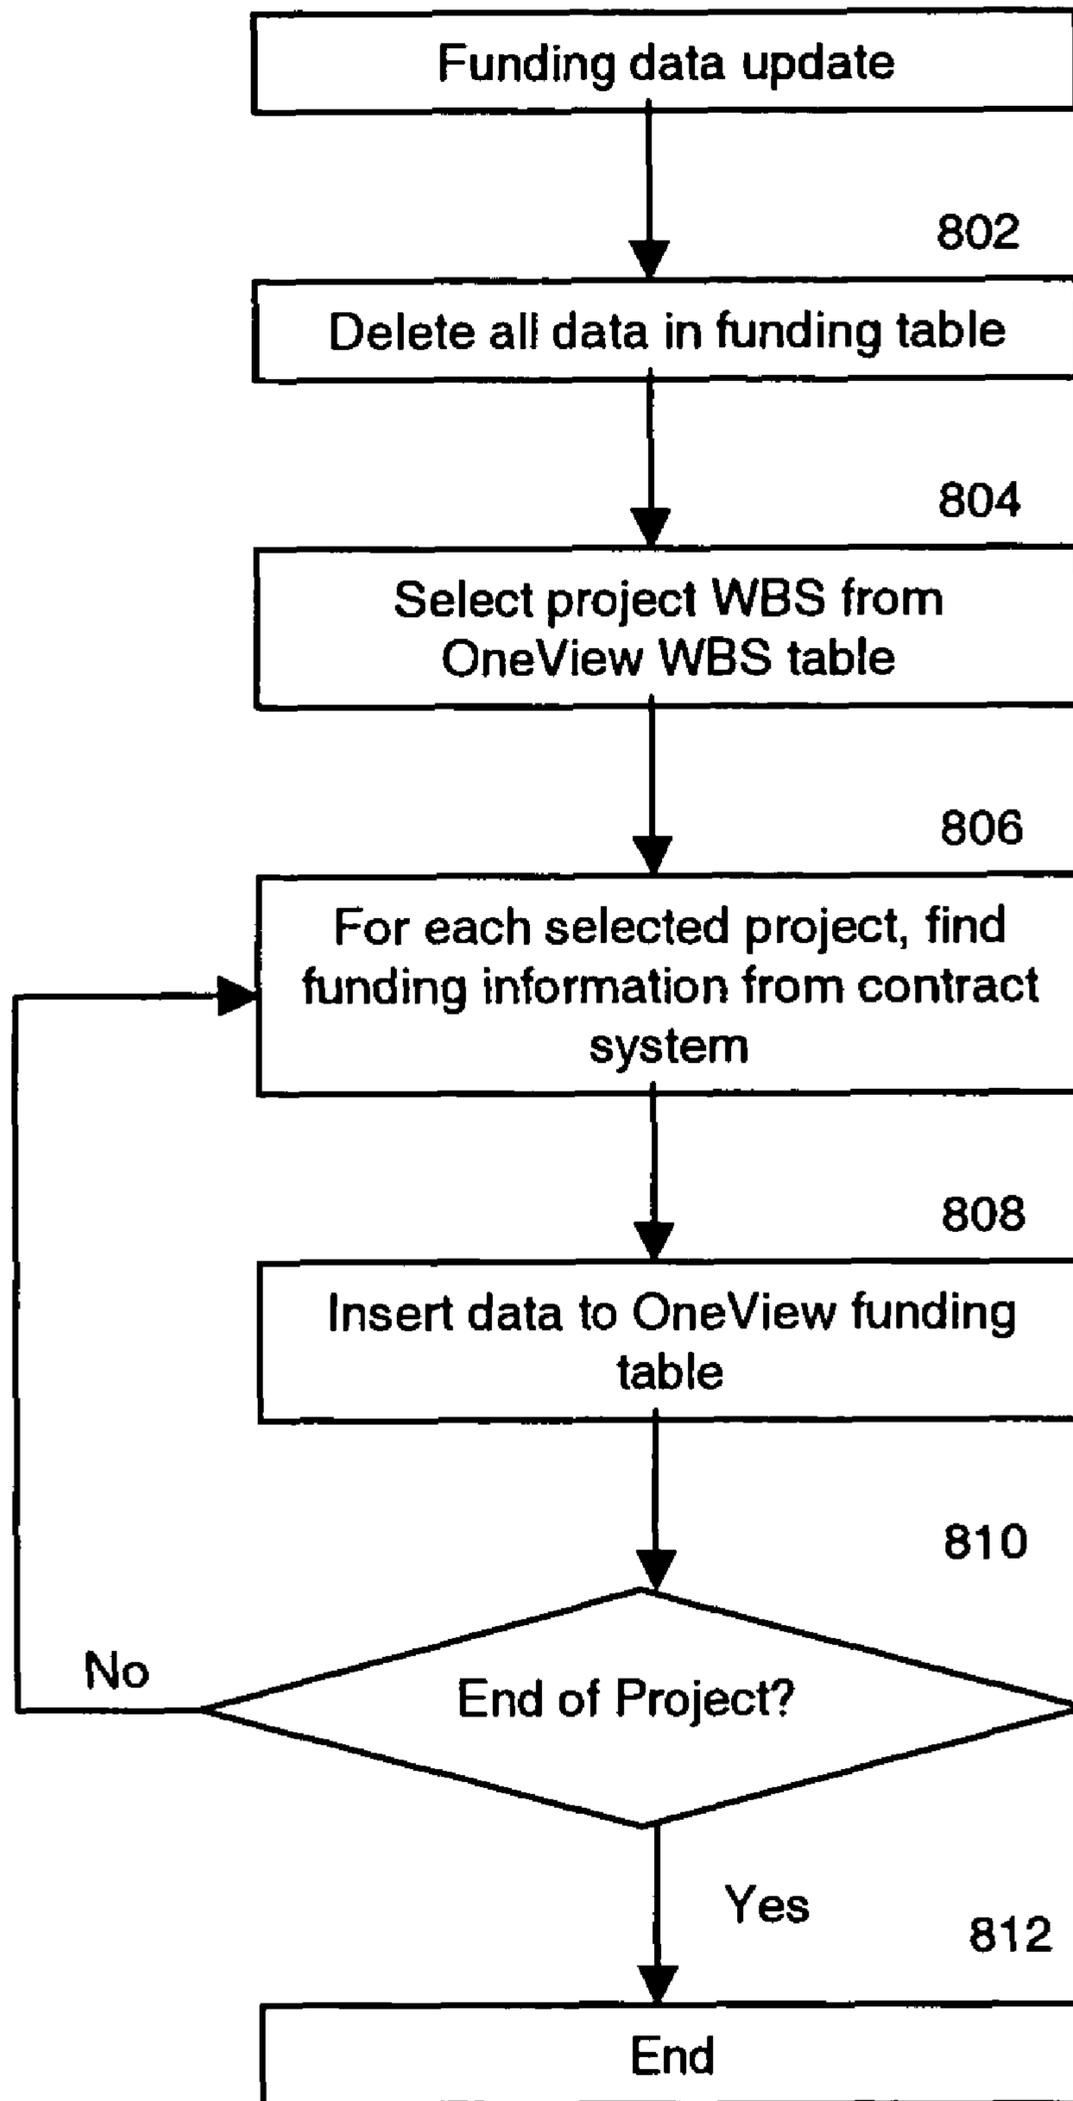 Funding data update
802
Delete all data in funding table
804
Select project WBS from
OneView WBS table
806
For each selected project, find
funding information from contract
system
808
Insert data to OneView funding
table
810
End of Project?
No
Yes
812
End